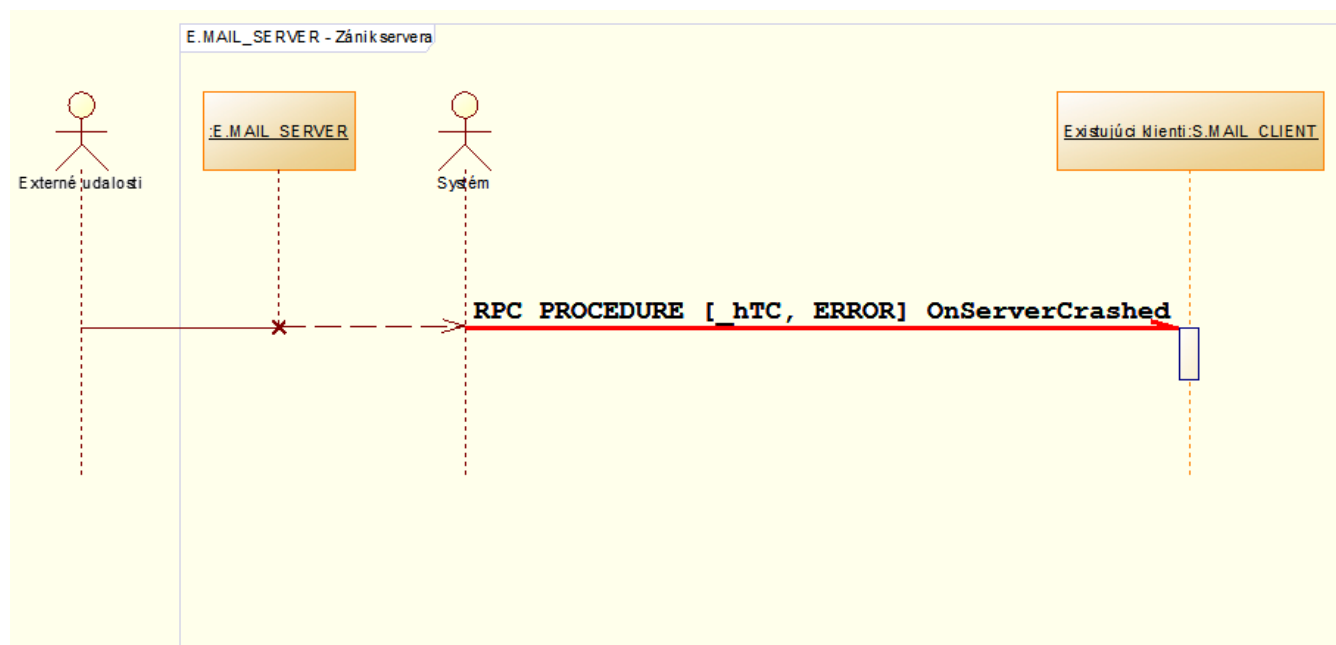 E.MAIL_SERVER - Zánik servera
:E.MAIL_SERVER
Existujúci klienti:S.MAIL_CLIENT
Externé udalosti
Systém
RPC PROCEDURE [_hTC, ERROR] OnServerCrashed